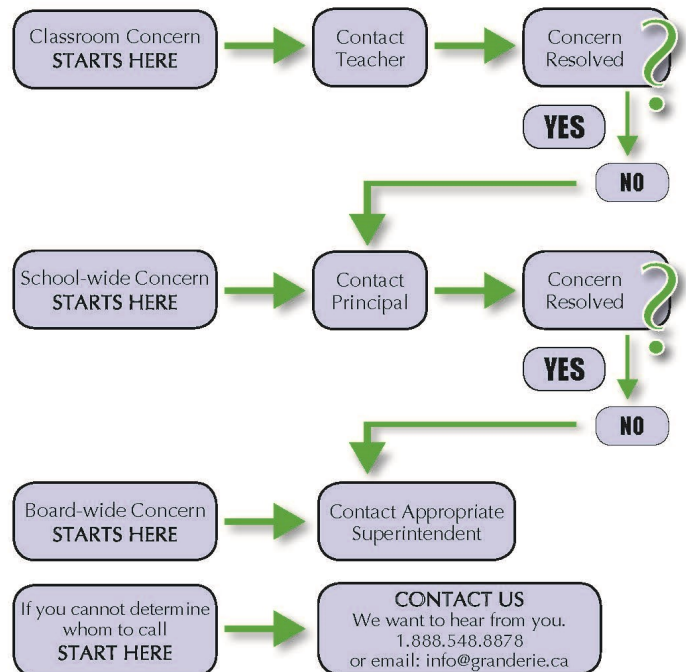 Classroom Concern
STARTS HERE
Contact
Teacher
Concern
Resolved
?
YES
NO
School-wide Concern
STARTS HERE
Contact
Principal
Concern
Resolved
?
YES
NO
Board-wide Concern
STARTS HERE
Contact Appropriate
Superintendent
If you cannot determine
whom to call
START HERE
CONTACT US
We want to hear from you.
1.888.548.8878
or email: info@granderie.ca